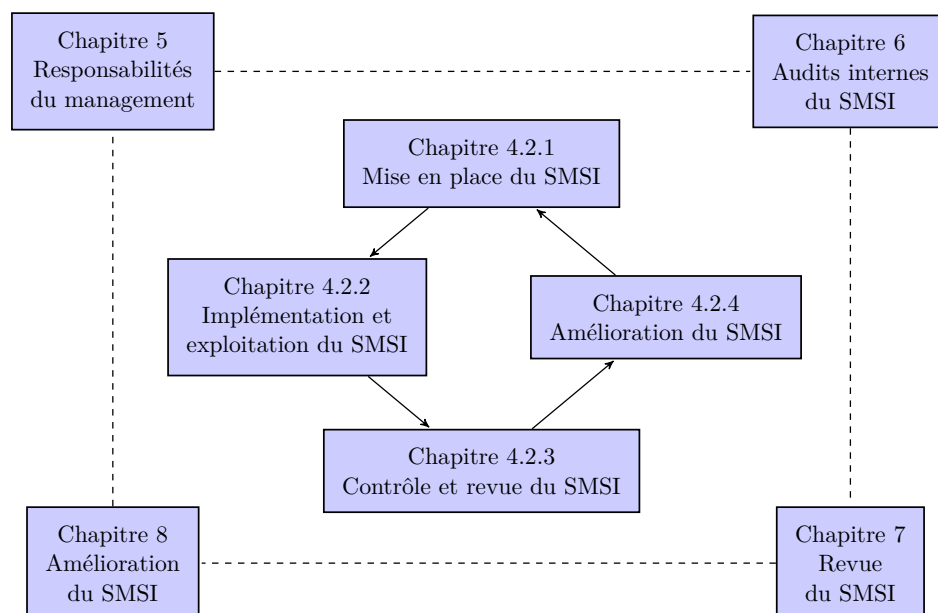 Chapitre 5
Responsabilités
du management
Chapitre 6
Audits internes
du SMSI
Chapitre 4.2.1
Mise en place du SMSI
Chapitre 4.2.2
Implémentation et
exploitation du SMSI
Chapitre 4.2.4
Amélioration du SMSI
Chapitre 4.2.3
Contrôle et revue du SMSI
Chapitre 8
Amélioration
du SMSI
Chapitre 7
Revue
du SMSI